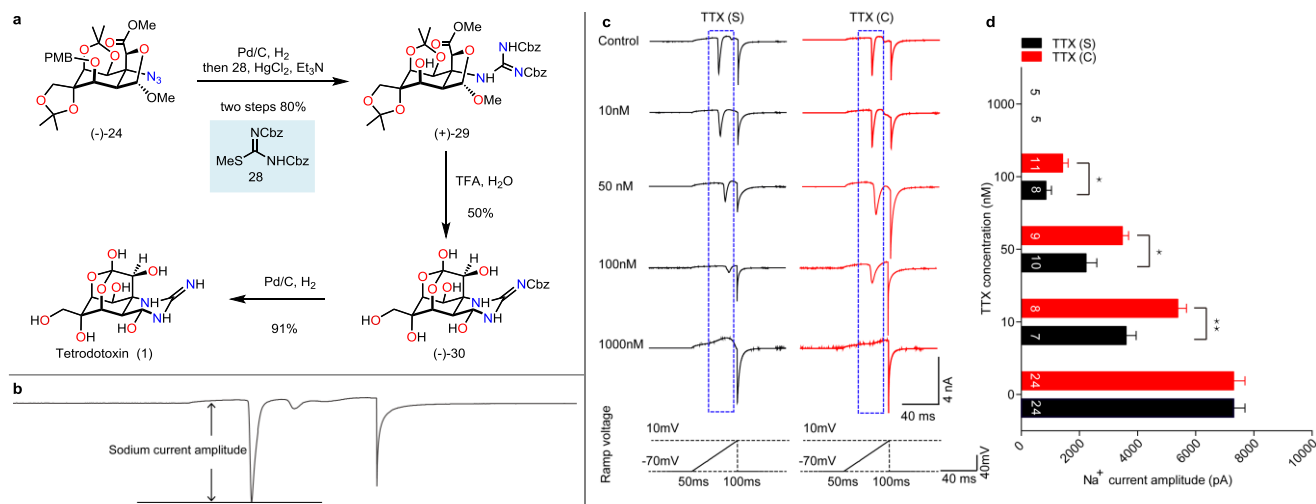 a
PMB
O
O
O
CO2Me
O
N3
OMe
O
O
(-)-24
Pd/C, H2
then 28, HgCl2, Et3N
two steps 80%
NCbz
MeS
NHCbz
28
OMe
O
O
O
O
OH
NHCbz
NH
NCbz
OMe
O
O
(+)-29
TFA, H2O
50%
OH
H
O
OH
O
OH
NH
NCbz
N
H
HO
OH
OH
(-)-30
Pd/C, H2
91%
OH
H
O
OH
O
OH
NH
NH
N
H
HO
OH
OH
Tetrodotoxin (1)
b
Sodium current amplitude
c
TTX (S)
TTX (C)
Control
10nM
50 nM
100nM
1000nM
4 nA
40 ms
Ramp voltage
10mV
-70mV
50ms
100ms
50ms
100ms
40 ms
40mV
d
TTX (S)
TTX (C)
TTX concentration (nM)
1000
5
5
100
11
8
*
50
9
10
*
10
8
7
**
0
24
24
0
2000
4000
6000
8000
10000
Na+ current amplitude (pA)